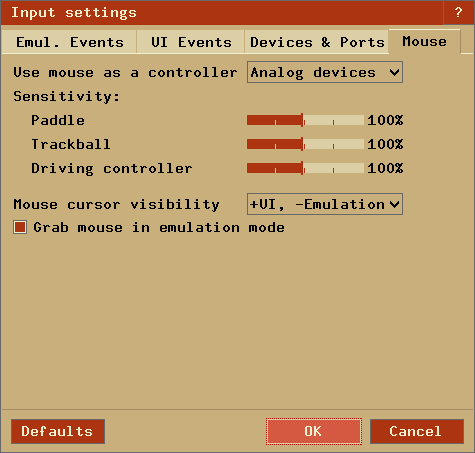 Input settings ?
Emul. Events UI Events Devices & Ports Mouse
Use mouse as a controller Analog devices
Sensitivity:
Paddle 100%
Trackball 100%
Driving controller 100%
Mouse cursor visibility +UI, -Emulation
Grab mouse in emulation mode
Defaults OK Cancel